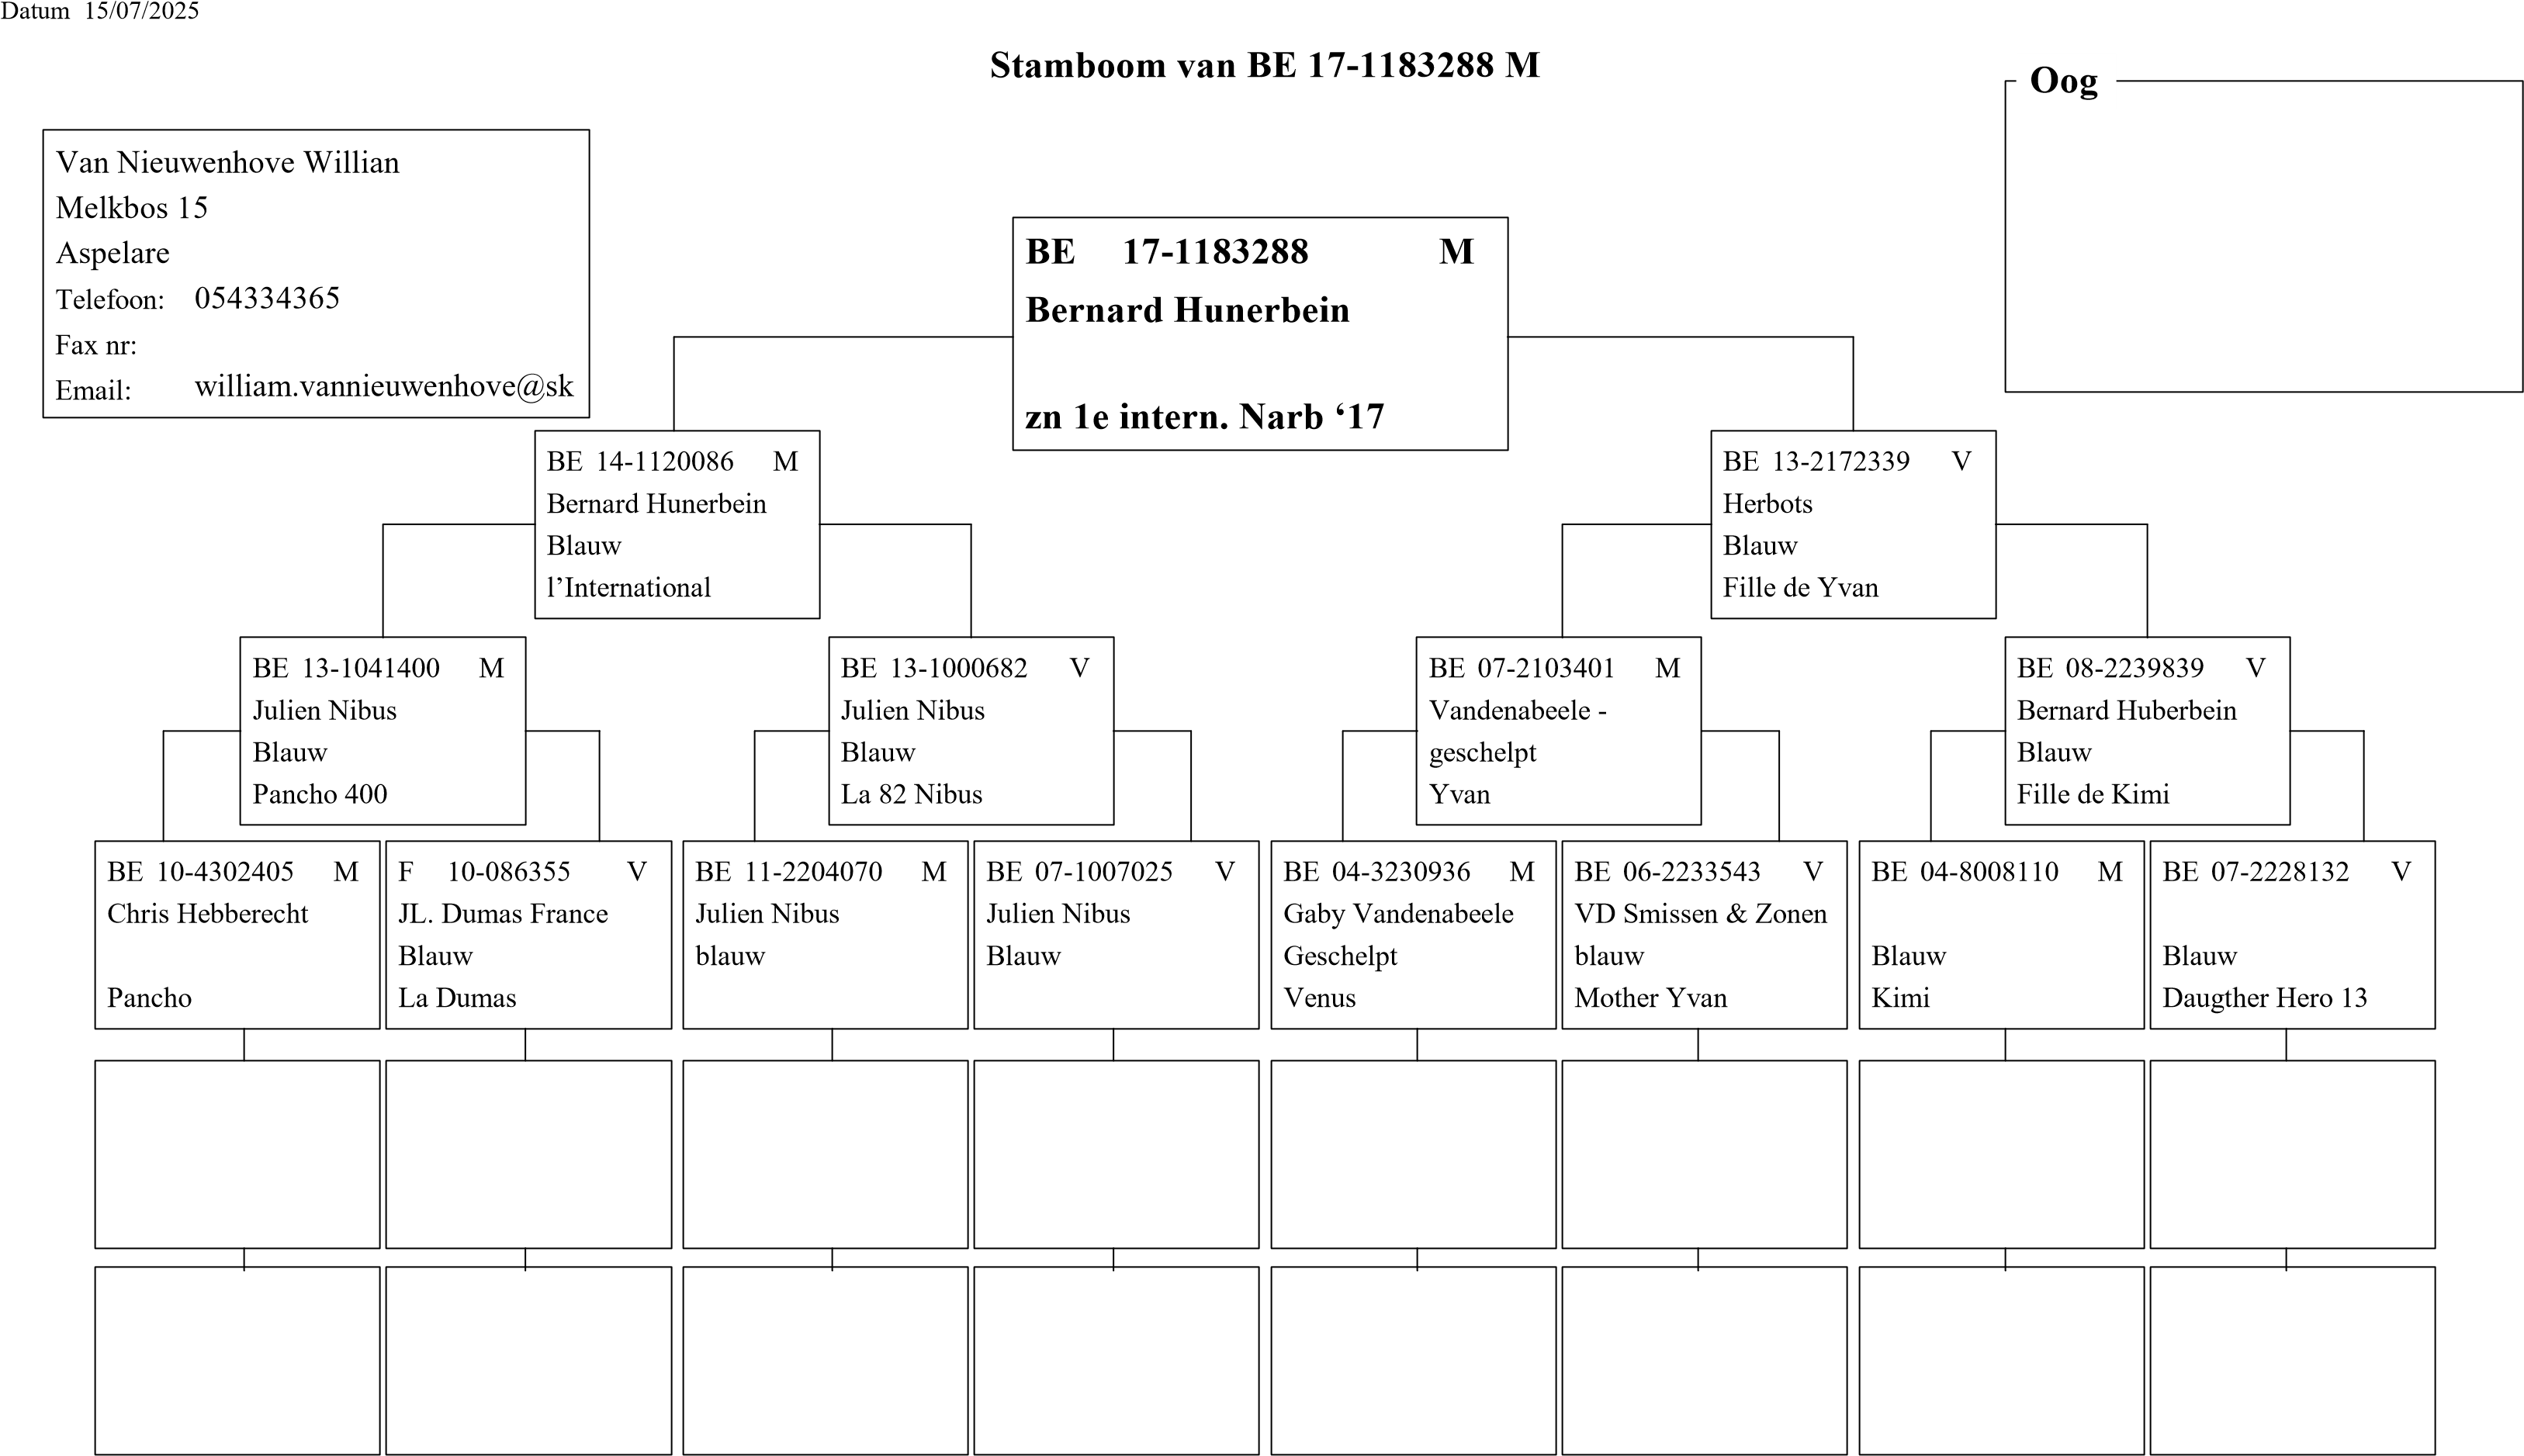 Datum 15/07/2025
Stamboom van BE 17-1183288 M
Oog
Van Nieuwenhove Willian
Melkbos 15
Aspelare
Telefoon: 054334365
Fax nr:
Email: william.vannieuwenhove@sk
BE 17-1183288 M
Bernard Hunerbein
zn 1e intern. Narb ‘17
BE 14-1120086 M
Bernard Hunerbein
Blauw
l’International
BE 13-2172339 V
Herbots
Blauw
Fille de Yvan
BE 13-1041400 M
Julien Nibus
Blauw
Pancho 400
BE 13-1000682 V
Julien Nibus
Blauw
La 82 Nibus
BE 07-2103401 M
Vandenabeele -
geschelpt
Yvan
BE 08-2239839 V
Bernard Huberbein
Blauw
Fille de Kimi
BE 10-4302405 M
Chris Hebberecht
Pancho
F 10-086355 V
JL. Dumas France
Blauw
La Dumas
BE 11-2204070 M
Julien Nibus
blauw
BE 07-1007025 V
Julien Nibus
Blauw
BE 04-3230936 M
Gaby Vandenabeele
Geschelpt
Venus
BE 06-2233543 V
VD Smissen & Zonen
blauw
Mother Yvan
BE 04-8008110 M
Blauw
Kimi
BE 07-2228132 V
Blauw
Daugther Hero 13